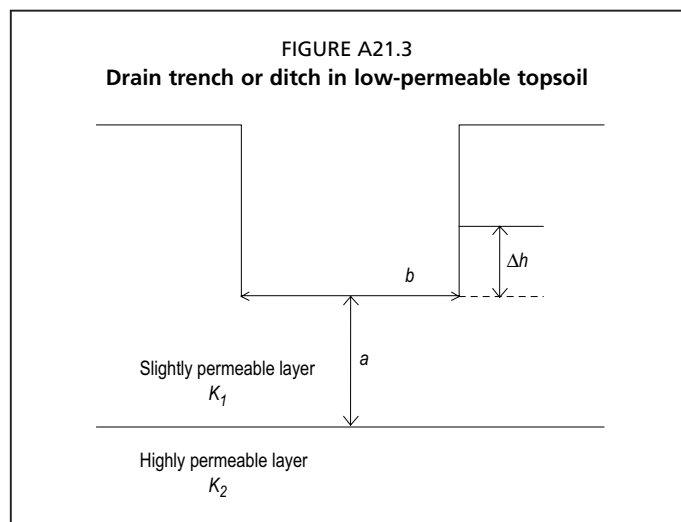 FIGURE A21.3
Drain trench or ditch in low-permeable topsoil
Δh
b
a
Slightly permeable layer
K1
Highly permeable layer
K2